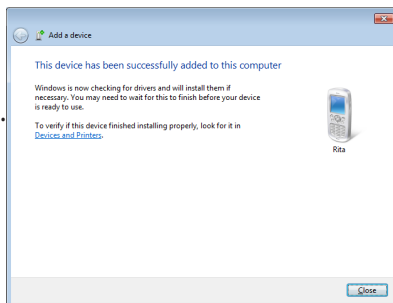 Add a device
This device has been successfully added to this computer
Windows is now checking for drivers and will install them if
necessary. You may need to wait for this to finish before your device
is ready to use.
To verify if this device finished installing properly, look for it in
Devices and Printers.
Rita
Close